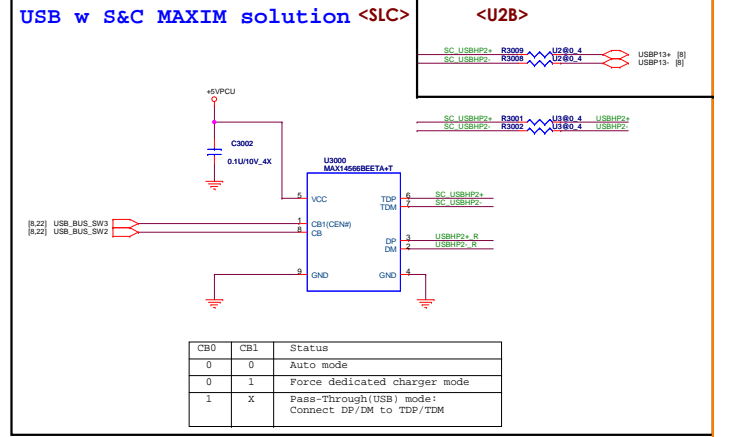 USB w S&C MAXIM solution <SLC> <U2B>
SC_USBHP2+ R3009 U2@0_4 USBP13+ [8]
SC_USBHP2- R3008 U2@0_4 USBP13- [8]
+5VPCU
SC_USBHP2+ R3001 U3@0_4 USBHP2+
SC_USBHP2- R3002 U3@0_4 USBHP2-
C3002
0.1U/10V_4X
U3000
MAX14566BEETA+T
5 VCC TDP 6 SC_USBHP2+
TDM 7 SC_USBHP2-
[8,22] USB_BUS_SW3 1 CB1(CEN#)
[8,22] USB_BUS_SW2 8 CB
DP 3 USBHP2+_R
DM 2 USBHP2-_R
9 GND GND 4
CB0 CB1 Status
0 0 Auto mode
0 1 Force dedicated charger mode
1 X Pass-Through(USB) mode:
Connect DP/DM to TDP/TDM